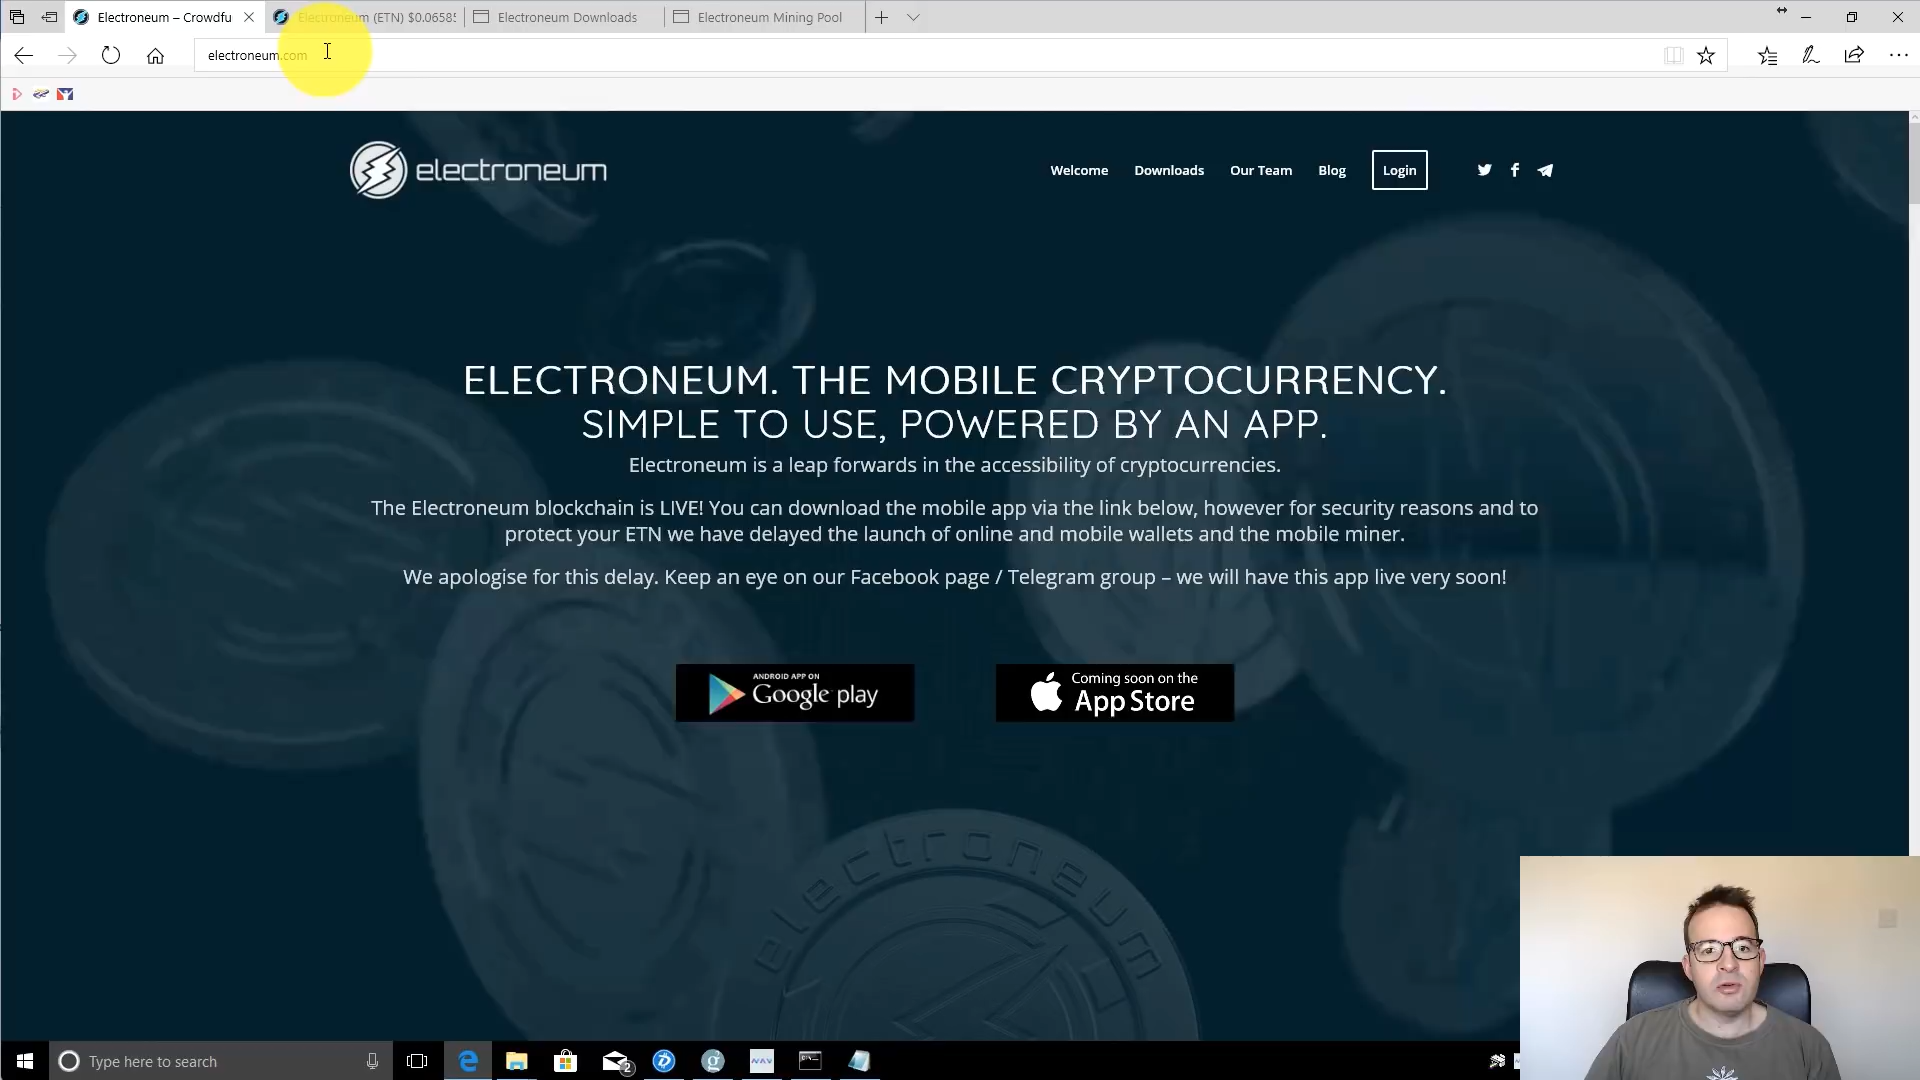 Electroneum – Crowdfu
Electroneum (ETN) $0.0658
Electroneum Downloads
Electroneum Mining Pool
electroneum.com
electroneum
Welcome
Downloads
Our Team
Blog
Login
ELECTRONEUM. THE MOBILE CRYPTOCURRENCY.
SIMPLE TO USE, POWERED BY AN APP.
Electroneum is a leap forwards in the accessibility of cryptocurrencies.
The Electroneum blockchain is LIVE! You can download the mobile app via the link below, however for security reasons and to
protect your ETN we have delayed the launch of online and mobile wallets and the mobile miner.
We apologise for this delay. Keep an eye on our Facebook page / Telegram group – we will have this app live very soon!
ANDROID APP ON
Google play
Coming soon on the
App Store
electroneum
Type here to search
2
NAV